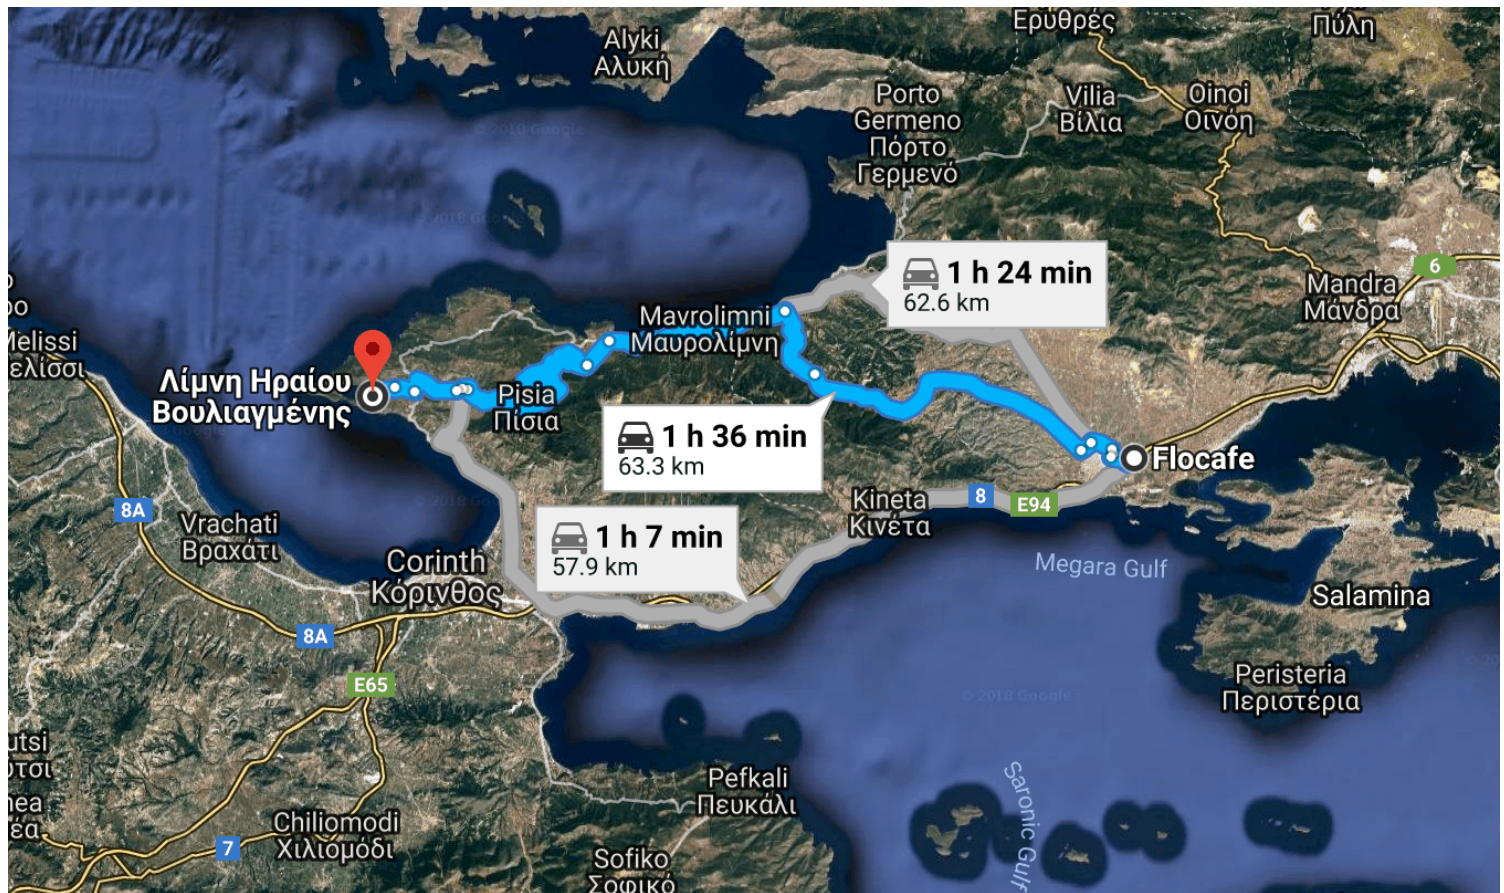 Ερυθρές
Πύλη
Alyki
Αλυκή
Porto
Germeno
Πόρτο
Γερμενό
Vilia
Βίλια
Oinoi
Οινόη
© 2018 Google
1 h 24 min
62.6 km
6
Mandra
Μάνδρα
Mavrolimni
Μαυρολίμνη
Λίμνη Ηραίου
Βουλιαγμένης
Pisia
Πίσια
1 h 36 min
63.3 km
Flocafe
Kineta
Κινέτα
8
E94
8A
Vrachati
Βραχάτι
1 h 7 min
57.9 km
Corinth
Κόρινθος
Megara Gulf
Salamina
8A
E65
Peristeria
Περιστέρια
© 2018 Google
Pefkali
Πευκάλι
Saronic Gulf
Chiliomodi
Χιλιομόδι
7
Sofiko
Σοφικό